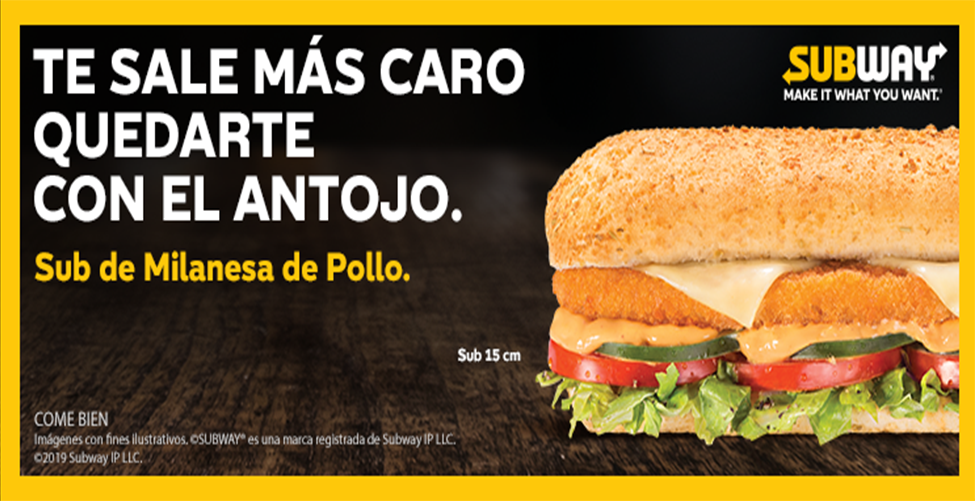 TE SALE MÁS CARO
QUEDARTE
CON EL ANTOJO.
Sub de Milanesa de Pollo.
SUBWAY®
MAKE IT WHAT YOU WANT.®
Sub 15 cm
COME BIEN
Imágenes con fines ilustrativos. ©SUBWAY® es una marca registrada de Subway IP LLC.
©2019 Subway IP LLC.